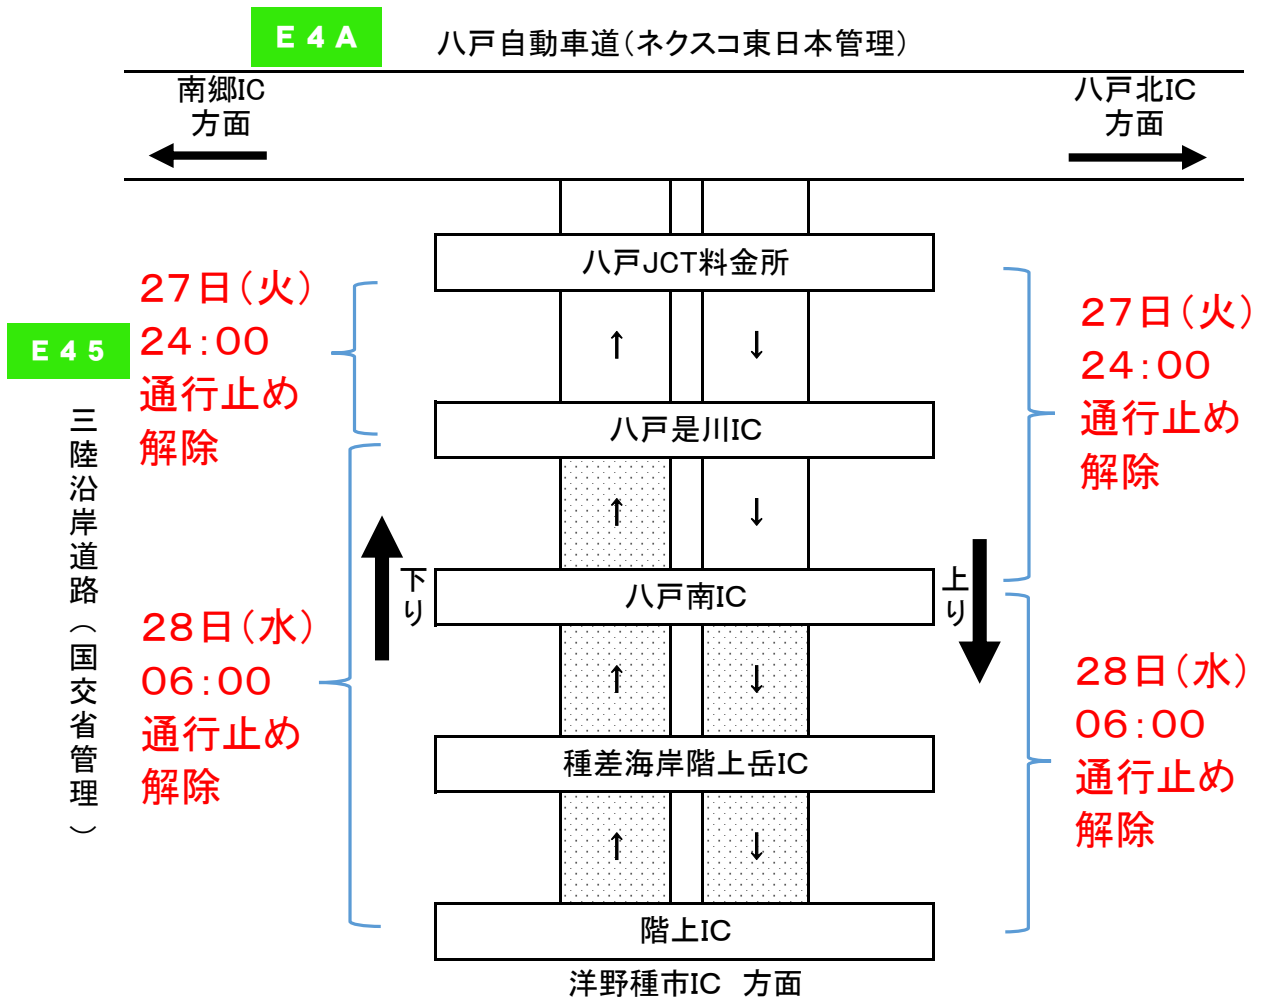 E4A
八戸自動車道(ネクスコ東日本管理)
南郷IC
方面
八戸北IC
方面
八戸JCT料金所
27日(火)
24:00
通行止め
解除
27日(火)
24:00
通行止め
解除
E45
三陸沿岸道路(国交省管理)
↑
↓
八戸是川IC
↑
↓
下り
上り
八戸南IC
28日(水)
06:00
通行止め
解除
28日(水)
06:00
通行止め
解除
↑
↓
種差海岸階上岳IC
↑
↓
階上IC
洋野種市IC 方面